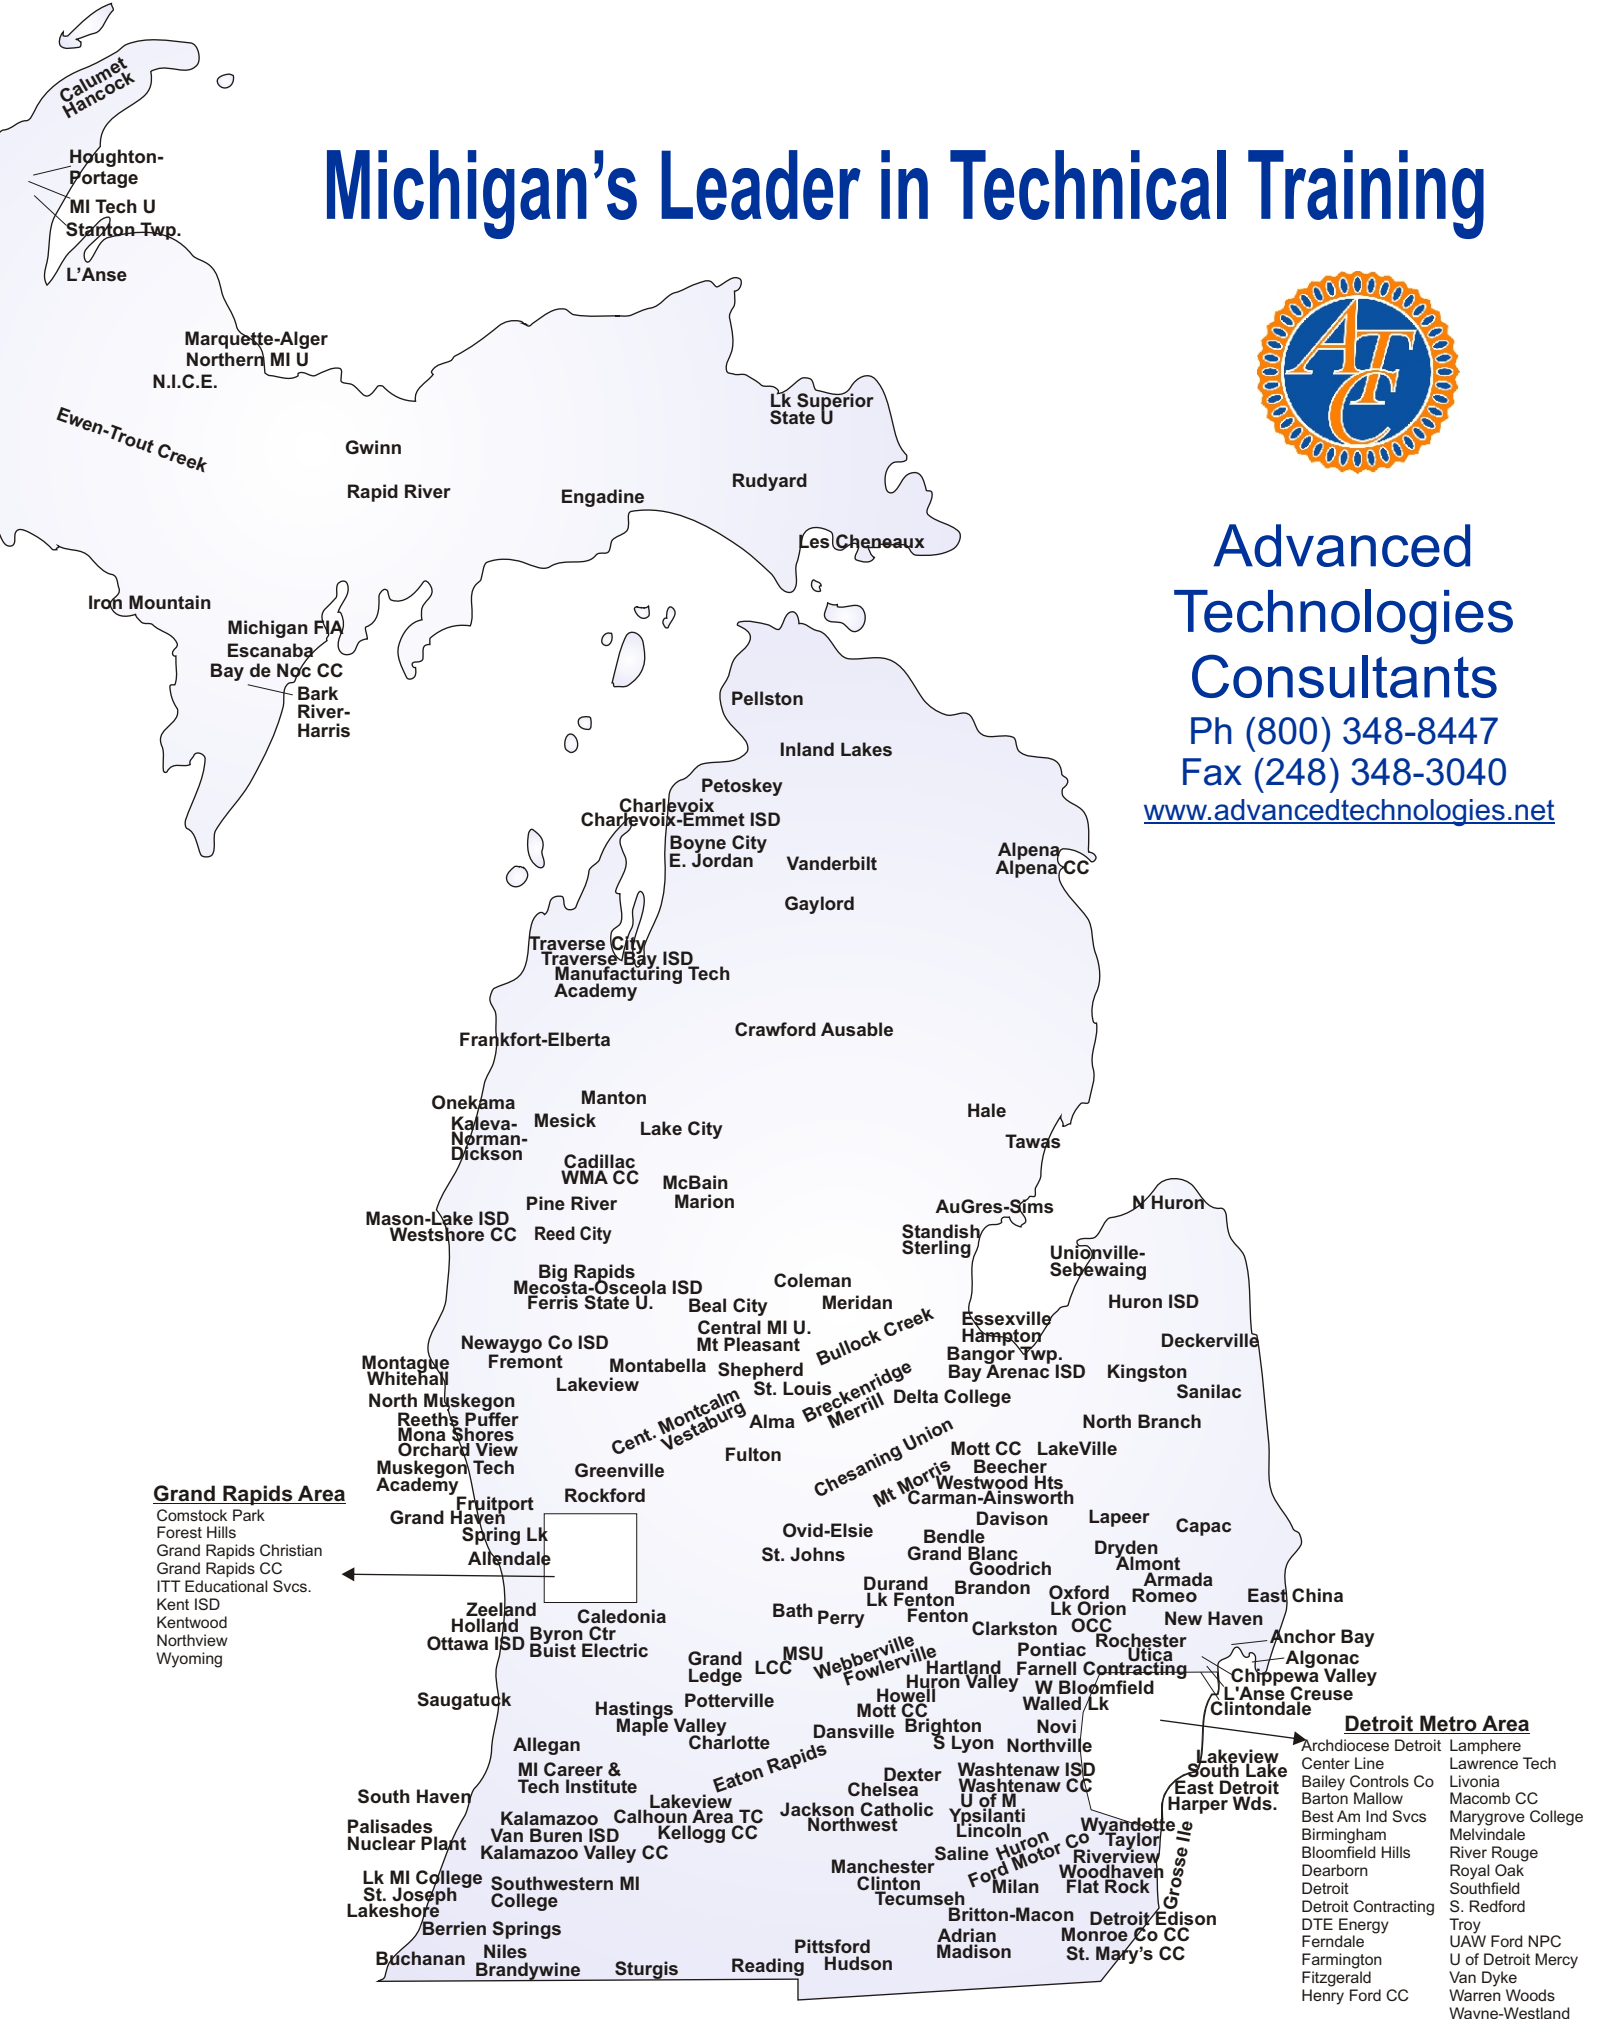 Calumet
Hancock
Houghton-
Portage
MI Tech U
Stanton Twp.
L'Anse
Michigan's Leader in Technical Training
ATC
Marquette-Alger
Northern MI U
N.I.C.E.
Ewen-Trout Creek
Gwinn
Rapid River
Engadine
Lk Superior
State U
Rudyard
Les Cheneaux
Iron Mountain
Michigan FIA
Escanaba
Bay de Noc CC
Bark
River-
Harris
Advanced
Technologies
Consultants
Ph (800) 348-8447
Fax (248) 348-3040
www.advancedtechnologies.net
Pellston
Inland Lakes
Petoskey
Charlevoix
Charlevoix-Emmet ISD
Boyne City
E. Jordan
Vanderbilt
Gaylord
Alpena
Alpena CC
Traverse City
Traverse Bay ISD
Manufacturing Tech
Academy
Frankfort-Elberta
Crawford Ausable
Onekama
Kaleva-
Norman-
Dickson
Manton
Mesick
Lake City
Hale
Tawas
Cadillac
WMA CC
McBain
Marion
Pine River
Mason-Lake ISD
Westshore CC
Reed City
AuGres-Sims
Standish
Sterling
N Huron
Unionville-
Sebewaing
Big Rapids
Mecosta-Osceola ISD
Ferris State U.
Coleman
Beal City
Meridan
Huron ISD
Central MI U.
Mt Pleasant
Bullock Creek
Essexville
Hampton
Bangor Twp.
Bay Arenac ISD
Deckerville
Kingston
Sanilac
Newaygo Co ISD
Fremont
Montague
Whitehall
Montabella
Shepherd
Lakeview
St. Louis
Breckenridge
Merrill
Delta College
North Muskegon
Reeths Puffer
Mona Shores
Orchard View
Muskegon Tech
Academy
Cent. Montcalm
Vestaburg
Alma
Fulton
North Branch
Chesaning Union
Mott CC
LakeVille
Beecher
Mt Morris
Westwood Hts
Carman-Ainsworth
Greenville
Rockford
Fruitport
Grand Haven
Spring Lk
Allendale
Grand Rapids Area
Comstock Park
Forest Hills
Grand Rapids Christian
Grand Rapids CC
ITT Educational Svcs.
Kent ISD
Kentwood
Northview
Wyoming
Davison
Lapeer
Capac
Ovid-Elsie
Bendle
St. Johns
Grand Blanc
Goodrich
Dryden
Almont
Armada
Durand
Lk Fenton
Fenton
Brandon
Oxford
Lk Orion
OCC
Romeo
East China
New Haven
Bath
Perry
Clarkston
Zeeland
Holland
Ottawa ISD
Caledonia
Byron Ctr
Buist Electric
Grand
Ledge
MSU
LCC
Webberville
Fowlerville
Pontiac
Rochester
Utica
Farnell Contracting
Anchor Bay
Algonac
Chippewa Valley
L'Anse Creuse
Clintondale
Hartland
Huron Valley
W Bloomfield
Walled Lk
Saugatuck
Hastings
Potterville
Howell
Mott CC
Maple Valley
Charlotte
Dansville
Brighton
S Lyon
Novi
Northville
Detroit Metro Area
Archdiocese Detroit
Center Line
Bailey Controls Co
Barton Mallow
Best Am Ind Svcs
Birmingham
Bloomfield Hills
Dearborn
Detroit
Detroit Contracting
DTE Energy
Ferndale
Farmington
Fitzgerald
Henry Ford CC
Lamphere
Lawrence Tech
Livonia
Macomb CC
Marygrove College
Melvindale
River Rouge
Royal Oak
Southfield
S. Redford
Troy
UAW Ford NPC
U of Detroit Mercy
Van Dyke
Warren Woods
Wayne-Westland
Lakeview
South Lake
East Detroit
Harper Wds.
Allegan
MI Career &
Tech Institute
Eaton Rapids
Dexter
Chelsea
Washtenaw ISD
Washtenaw CC
U of M
Ypsilanti
Lincoln
South Haven
Lakeview
Calhoun Area TC
Kellogg CC
Jackson Catholic
Northwest
Palisades
Nuclear Plant
Kalamazoo
Van Buren ISD
Kalamazoo Valley CC
Wyandotte
Taylor
Riverview
Woodhaven
Flat Rock
Grosse Ile
Saline
Huron
Ford Motor Co
Milan
Manchester
Clinton
Tecumseh
Lk MI College
St. Joseph
Lakeshore
Southwestern MI
College
Berrien Springs
Britton-Macon
Detroit Edison
Monroe Co CC
St. Mary's CC
Adrian
Madison
Buchanan
Niles
Brandywine
Sturgis
Reading
Pittsford
Hudson